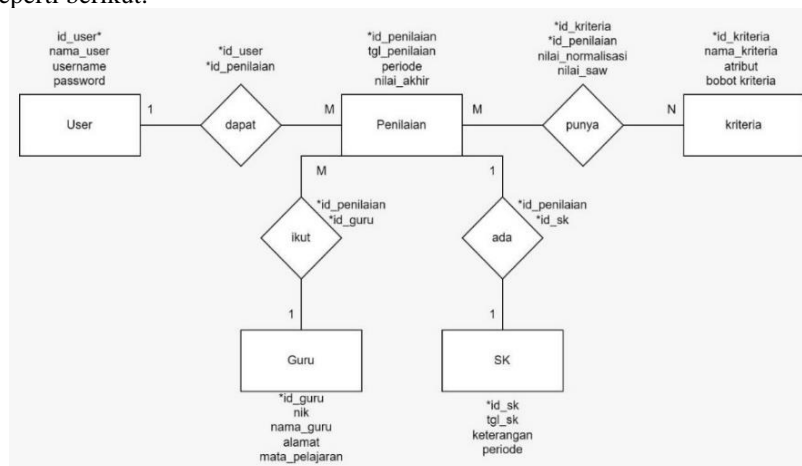 eperti berikut:
id_user*
nama_user
username
password
User
1
*id_user
*id_penilaian
dapat
M
*id_penilaian
tgl_penilaian
periode
nilai_akhir
Penilaian
M
*id_kriteria
*id_penilaian
nilai_normalisasi
nilai_saw
punya
N
*id_kriteria
nama_kriteria
atribut
bobot kriteria
kriteria
M
*id_penilaian
*id_guru
ikut
1
Guru
*id_guru
nik
nama_guru
alamat
mata_pelajaran
1
*id_penilaian
*id_sk
ada
1
SK
*id_sk
tgl_sk
keterangan
periode